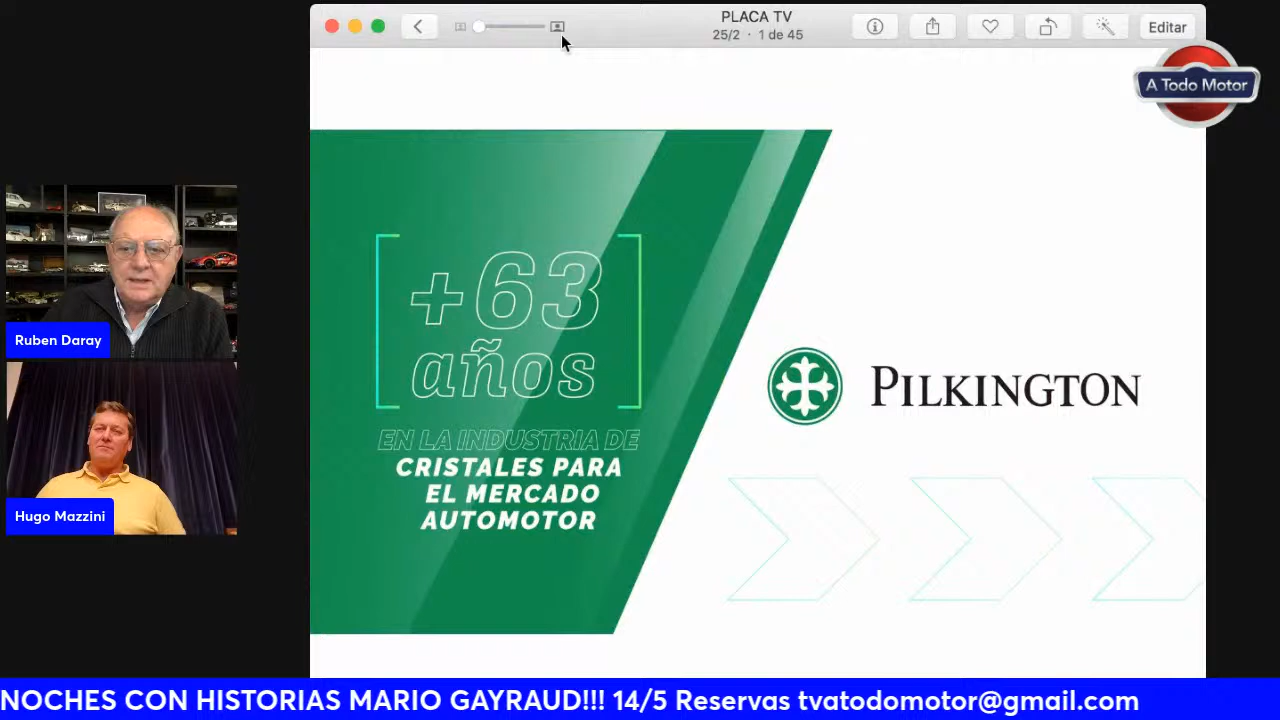 PLACA TV
25/2 · 1 de 45
Editar
A Todo Motor
+63
años
EN LA INDUSTRIA DE
CRISTALES PARA
EL MERCADO
AUTOMOTOR
PILKINGTON
Ruben Daray
Hugo Mazzini
NOCHES CON HISTORIAS MARIO GAYRAUD!!! 14/5 Reservas tvatodomotor@gmail.com